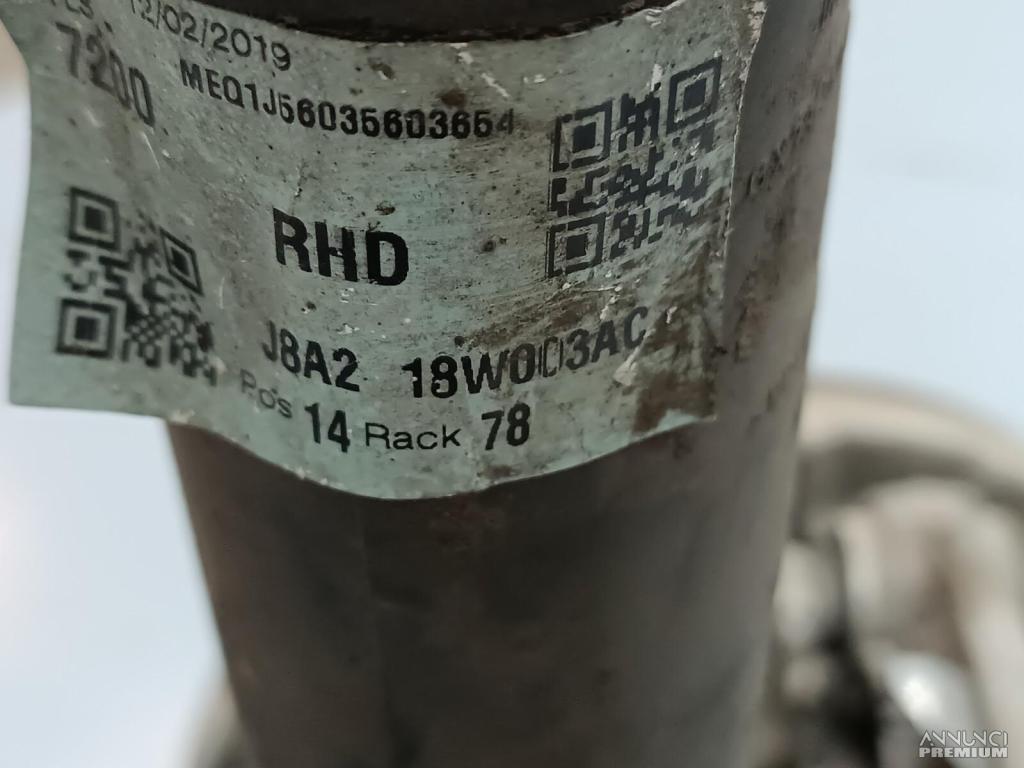 12/02/2019
7200
MEQ1J56035603654
RHD
J8A2 18W003AC
Pos 14 Rack 78
ANNUNCI
PREMIUM